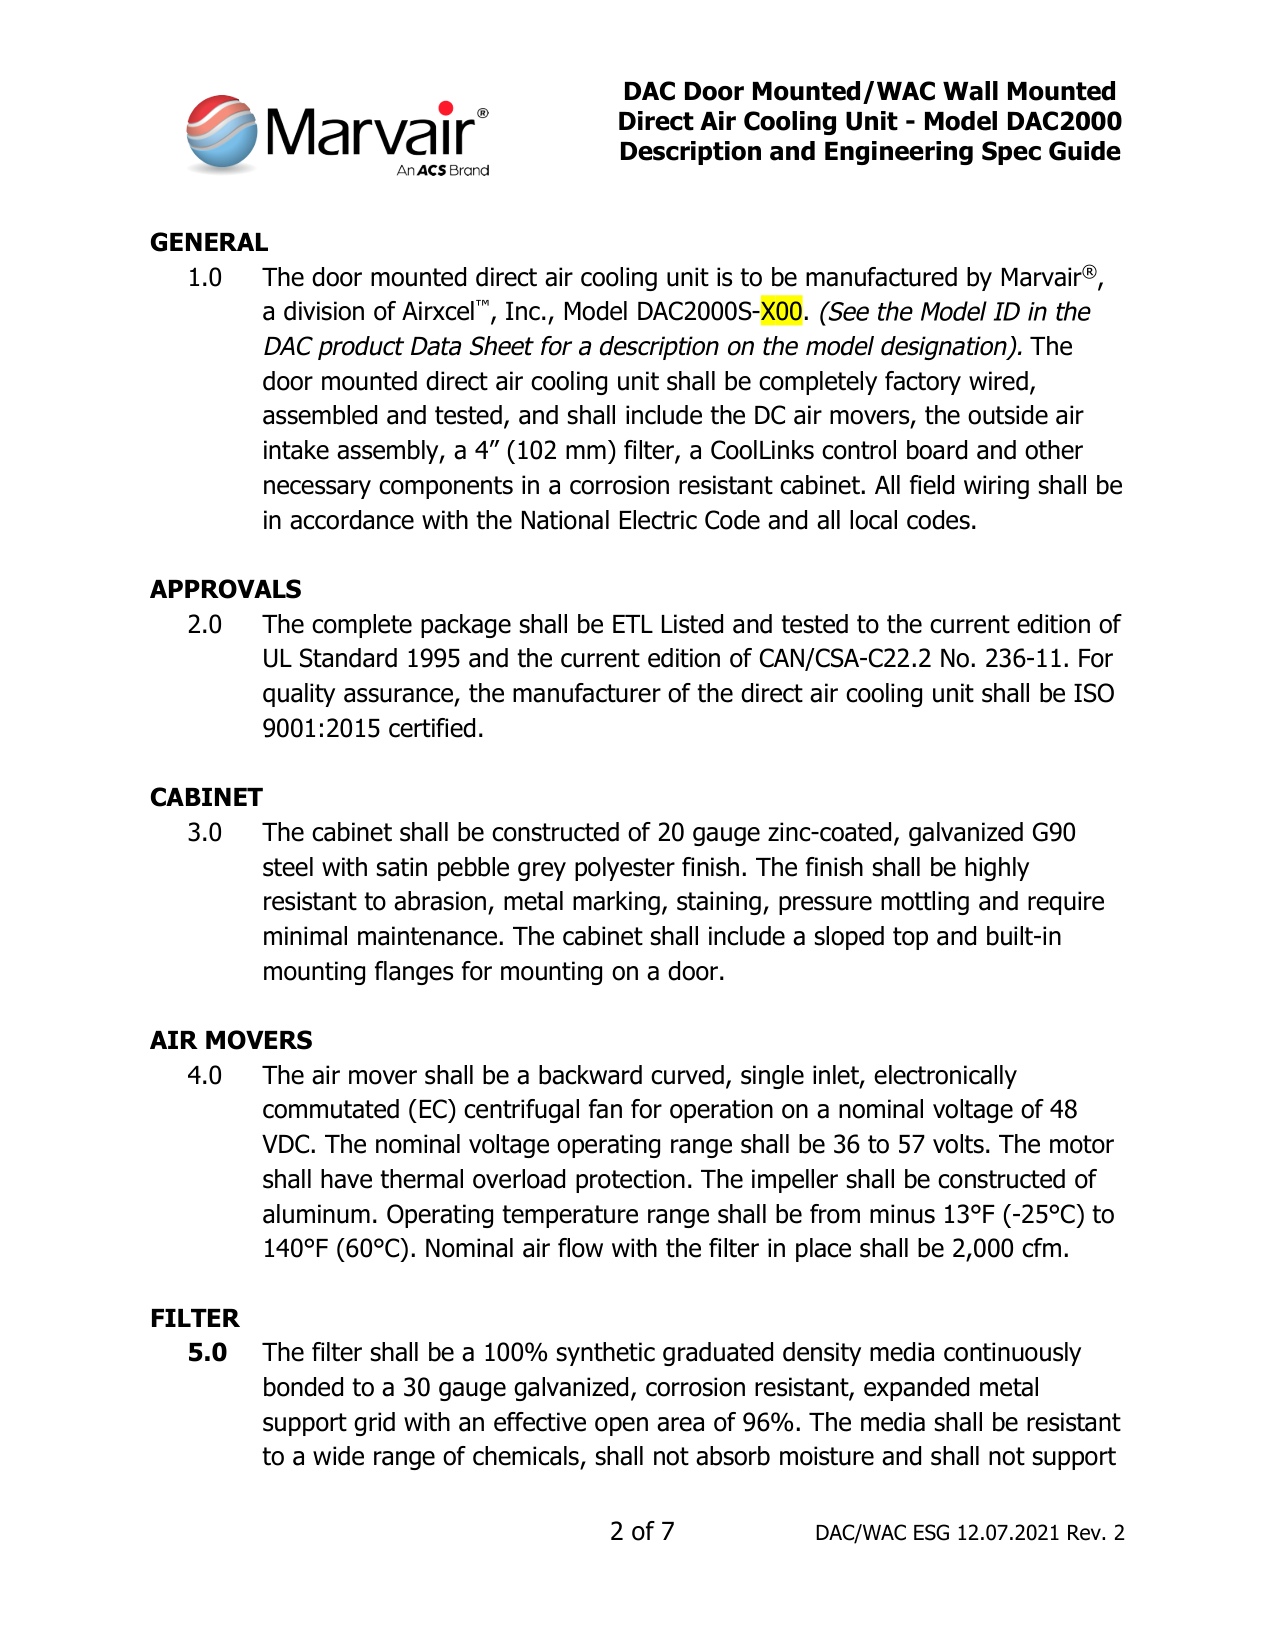 Marvair®
An ACS Brand
DAC Door Mounted/WAC Wall Mounted
Direct Air Cooling Unit - Model DAC2000
Description and Engineering Spec Guide
GENERAL
1.0 The door mounted direct air cooling unit is to be manufactured by Marvair®,
a division of Airxcel™, Inc., Model DAC2000S-X00. (See the Model ID in the
DAC product Data Sheet for a description on the model designation). The
door mounted direct air cooling unit shall be completely factory wired,
assembled and tested, and shall include the DC air movers, the outside air
intake assembly, a 4” (102 mm) filter, a CoolLinks control board and other
necessary components in a corrosion resistant cabinet. All field wiring shall be
in accordance with the National Electric Code and all local codes.
APPROVALS
2.0 The complete package shall be ETL Listed and tested to the current edition of
UL Standard 1995 and the current edition of CAN/CSA-C22.2 No. 236-11. For
quality assurance, the manufacturer of the direct air cooling unit shall be ISO
9001:2015 certified.
CABINET
3.0 The cabinet shall be constructed of 20 gauge zinc-coated, galvanized G90
steel with satin pebble grey polyester finish. The finish shall be highly
resistant to abrasion, metal marking, staining, pressure mottling and require
minimal maintenance. The cabinet shall include a sloped top and built-in
mounting flanges for mounting on a door.
AIR MOVERS
4.0 The air mover shall be a backward curved, single inlet, electronically
commutated (EC) centrifugal fan for operation on a nominal voltage of 48
VDC. The nominal voltage operating range shall be 36 to 57 volts. The motor
shall have thermal overload protection. The impeller shall be constructed of
aluminum. Operating temperature range shall be from minus 13°F (-25°C) to
140°F (60°C). Nominal air flow with the filter in place shall be 2,000 cfm.
FILTER
5.0 The filter shall be a 100% synthetic graduated density media continuously
bonded to a 30 gauge galvanized, corrosion resistant, expanded metal
support grid with an effective open area of 96%. The media shall be resistant
to a wide range of chemicals, shall not absorb moisture and shall not support
2 of 7 DAC/WAC ESG 12.07.2021 Rev. 2